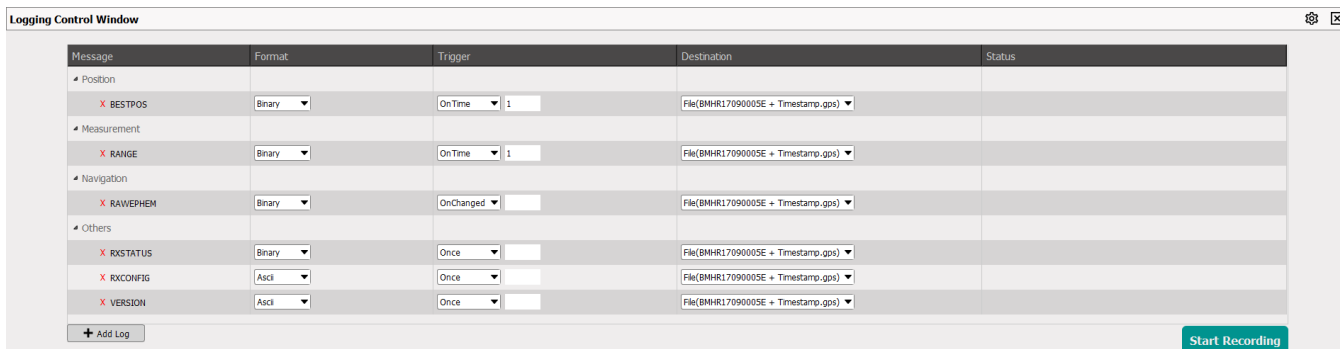 Logging Control Window
Message Format Trigger Destination Status
Position
X BESTPOS Binary OnTime 1 File(BMHR17090005E + Timestamp.gps)
Measurement
X RANGE Binary OnTime 1 File(BMHR17090005E + Timestamp.gps)
Navigation
X RAWEPHEM Binary OnChanged File(BMHR17090005E + Timestamp.gps)
Others
X RXSTATUS Binary Once File(BMHR17090005E + Timestamp.gps)
X RXCONFIG Ascii Once File(BMHR17090005E + Timestamp.gps)
X VERSION Ascii Once File(BMHR17090005E + Timestamp.gps)
+ Add Log
Start Recording